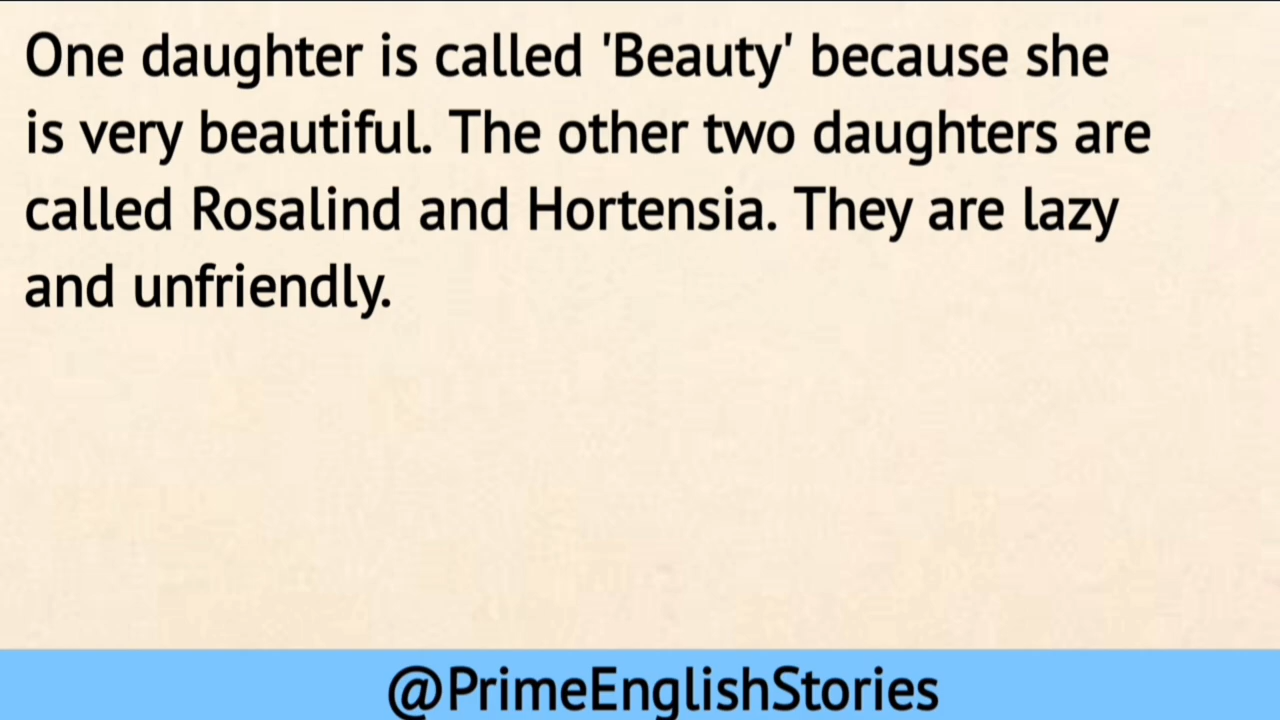 One daughter is called 'Beauty' because she
is very beautiful. The other two daughters are
called Rosalind and Hortensia. They are lazy
and unfriendly.
@PrimeEnglishStories